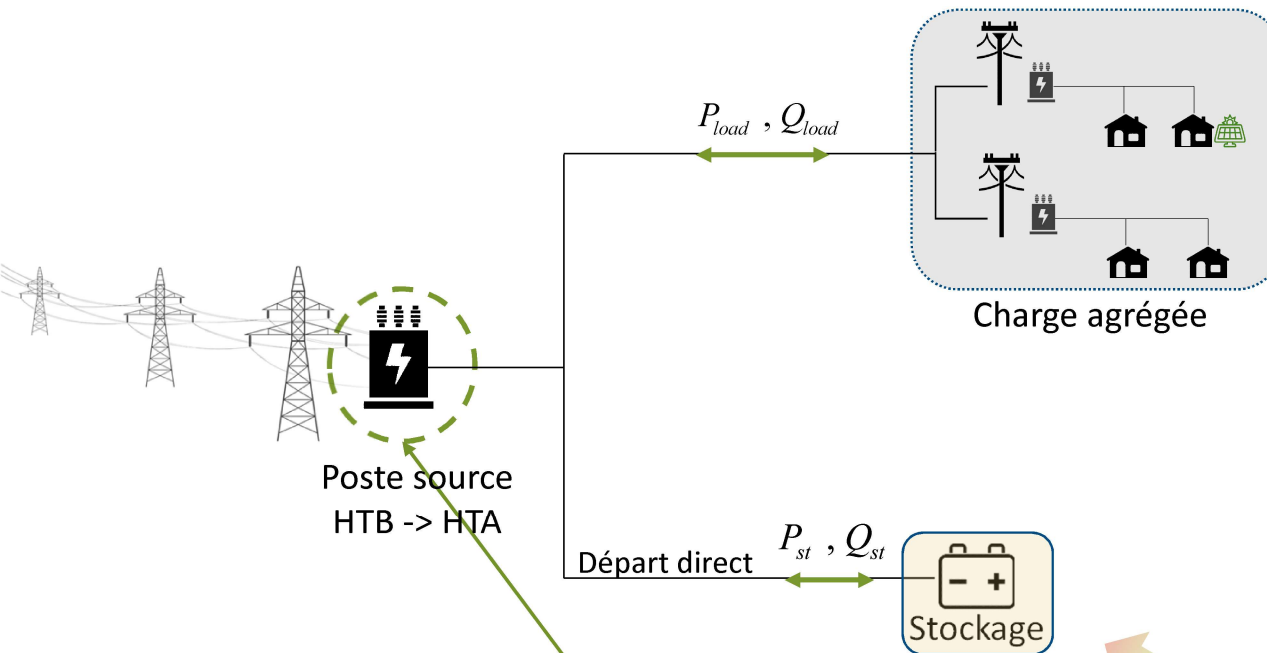 P_load , Q_load
Charge agrégée
Poste source
HTB -> HTA
P_st , Q_st
Départ direct
Stockage